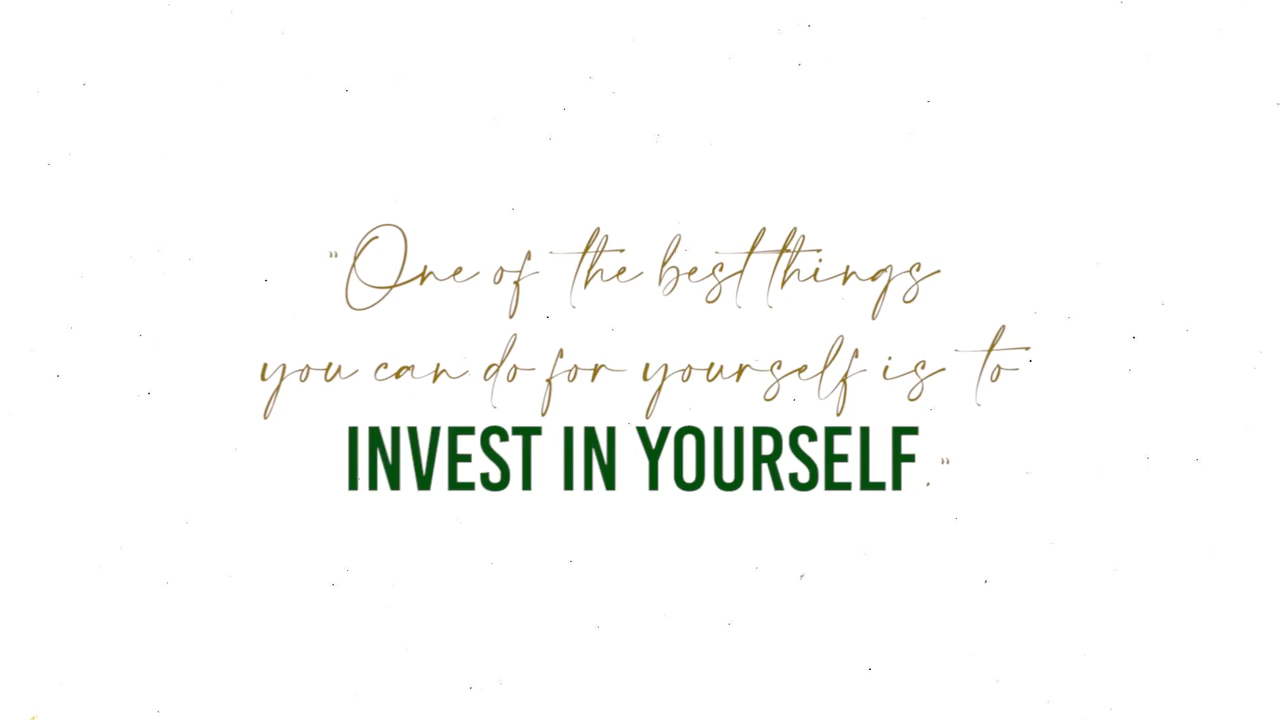 "One of the best things
you can do for yourself is to
INVEST IN YOURSELF."